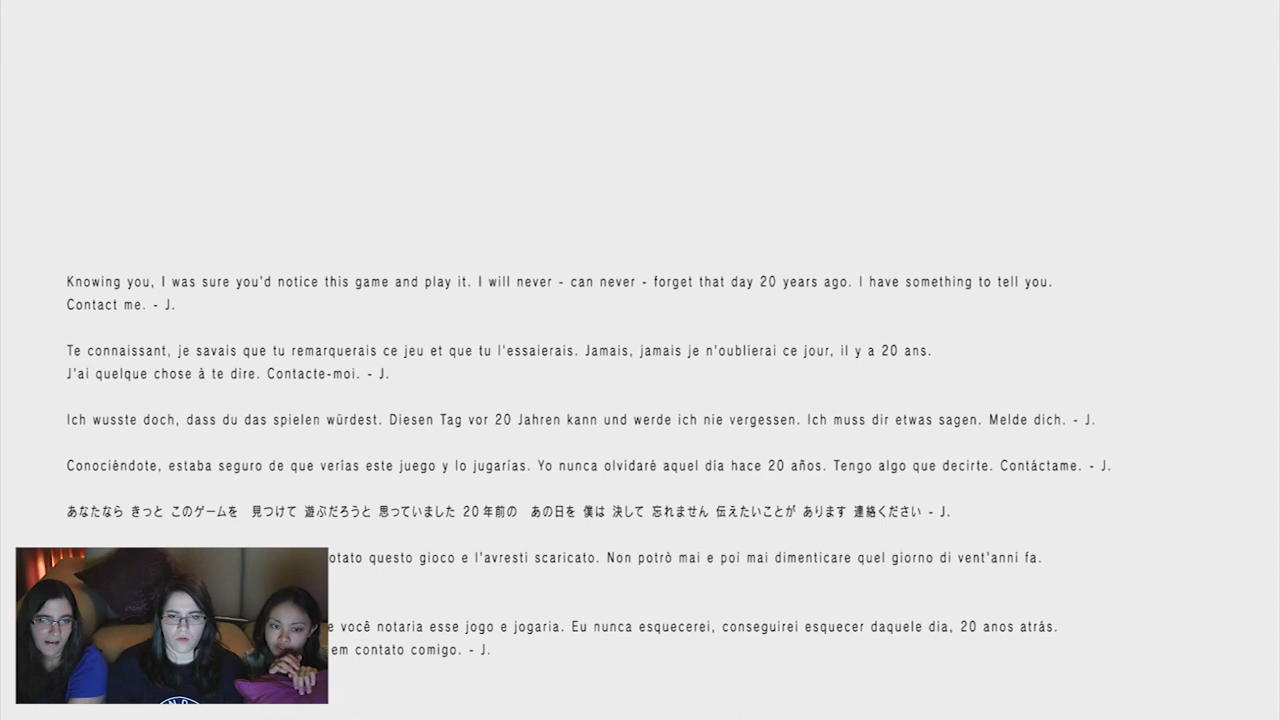 Knowing you, I was sure you'd notice this game and play it. I will never - can never - forget that day 20 years ago. I have something to tell you.
Contact me. - J.
Te connaissant, je savais que tu remarquerais ce jeu et que tu l'essaierais. Jamais, jamais je n'oublierai ce jour, il y a 20 ans.
J'ai quelque chose à te dire. Contacte-moi. - J.
Ich wusste doch, dass du das spielen würdest. Diesen Tag vor 20 Jahren kann und werde ich nie vergessen. Ich muss dir etwas sagen. Melde dich. - J.
Conociéndote, estaba seguro de que verías este juego y lo jugarías. Yo nunca olvidaré aquel día hace 20 años. Tengo algo que decirte. Contáctame. - J.
あなたなら きっと このゲームを 見つけて 遊ぶだろうと 思っていました 20年前の あの日を 僕は 決して 忘れません 伝えたいことが あります 連絡ください - J.
otato questo gioco e l'avresti scaricato. Non potrò mai e poi mai dimenticare quel giorno di vent'anni fa.
e você notaria esse jogo e jogaria. Eu nunca esquecerei, conseguirei esquecer daquele dia, 20 anos atrás.
em contato comigo. - J.